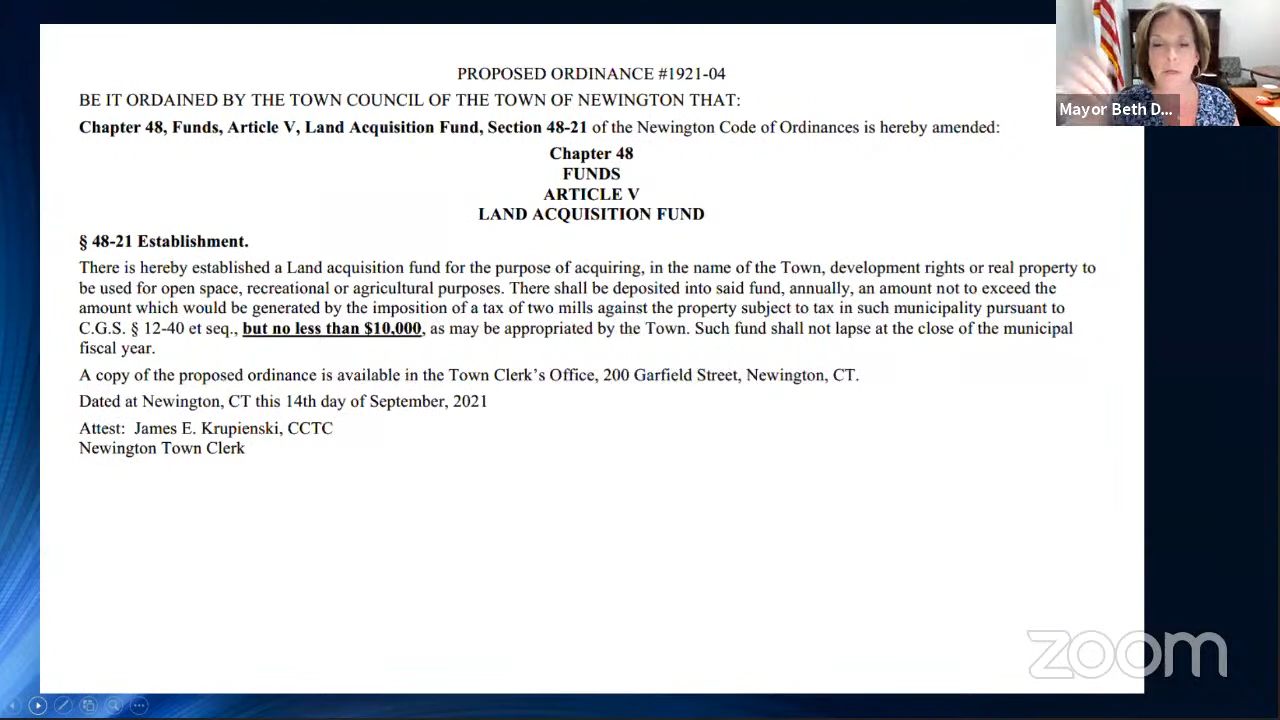 PROPOSED ORDINANCE #1921-04
BE IT ORDAINED BY THE TOWN COUNCIL OF THE TOWN OF NEWINGTON THAT:
Chapter 48, Funds, Article V, Land Acquisition Fund, Section 48-21 of the Newington Code of Ordinances is hereby amended:
Chapter 48
FUNDS
ARTICLE V
LAND ACQUISITION FUND
§ 48-21 Establishment.
There is hereby established a Land acquisition fund for the purpose of acquiring, in the name of the Town, development rights or real property to
be used for open space, recreational or agricultural purposes. There shall be deposited into said fund, annually, an amount not to exceed the
amount which would be generated by the imposition of a tax of two mills against the property subject to tax in such municipality pursuant to
C.G.S. § 12-40 et seq., but no less than $10,000, as may be appropriated by the Town. Such fund shall not lapse at the close of the municipal
fiscal year.
A copy of the proposed ordinance is available in the Town Clerk's Office, 200 Garfield Street, Newington, CT.
Dated at Newington, CT this 14th day of September, 2021
Attest: James E. Krupienski, CCTC
Newington Town Clerk
Mayor Beth D...
zoom